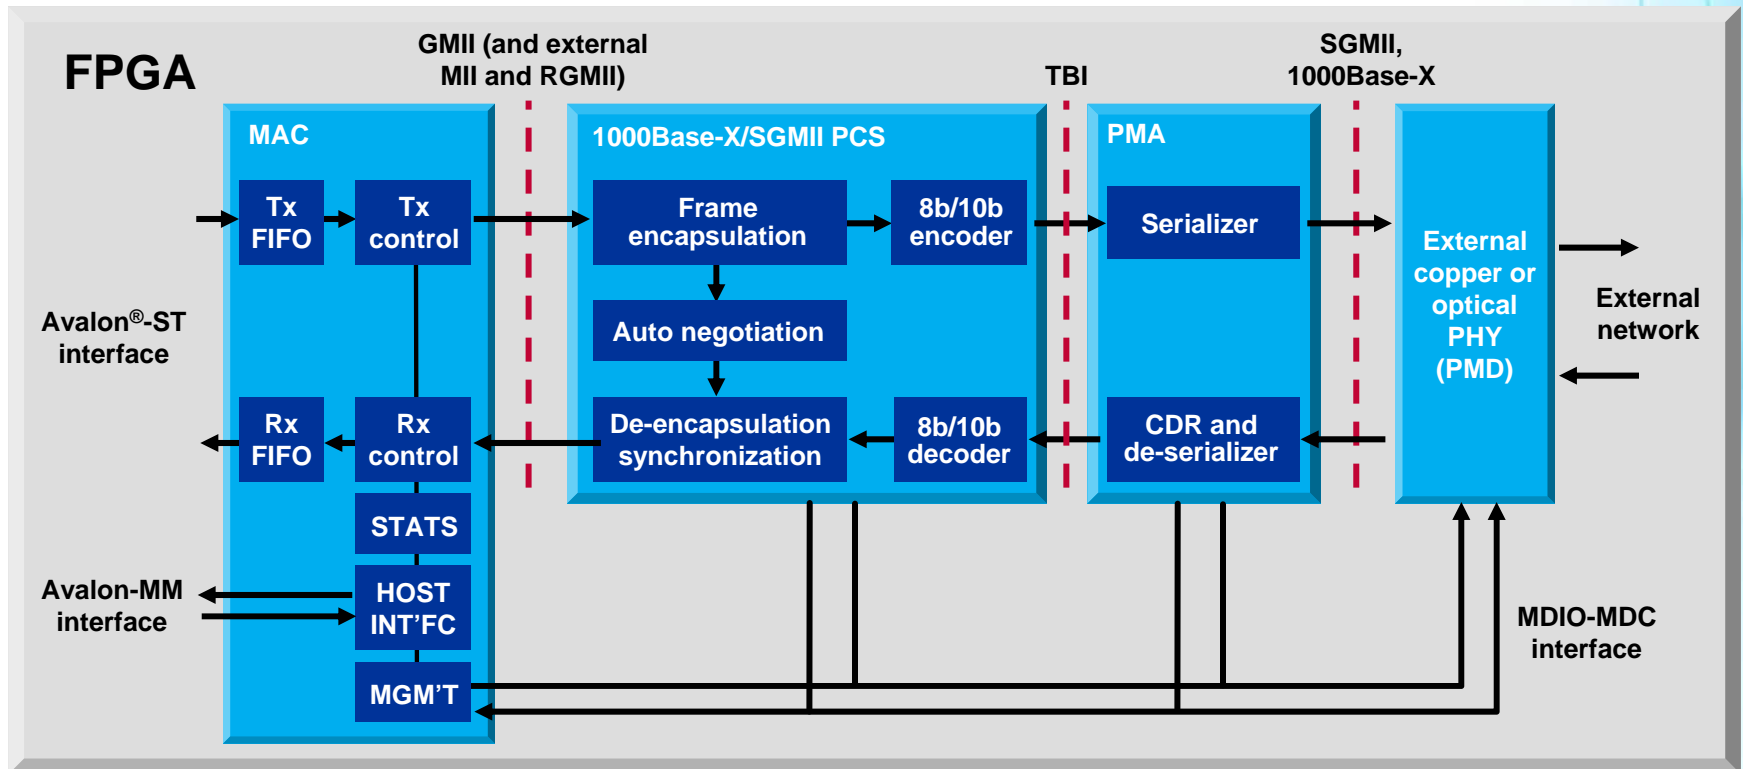 FPGA
GMII (and external
MII and RGMII)
TBI
SGMII,
1000Base-X
MAC
1000Base-X/SGMII PCS
PMA
Tx
FIFO
Tx
control
Frame
encapsulation
8b/10b
encoder
Serializer
External
copper or
optical
PHY
(PMD)
External
network
Avalon®-ST
interface
Auto negotiation
Rx
FIFO
Rx
control
De-encapsulation
synchronization
8b/10b
decoder
CDR and
de-serializer
STATS
Avalon-MM
interface
HOST
INT’FC
MDIO-MDC
interface
MGM’T